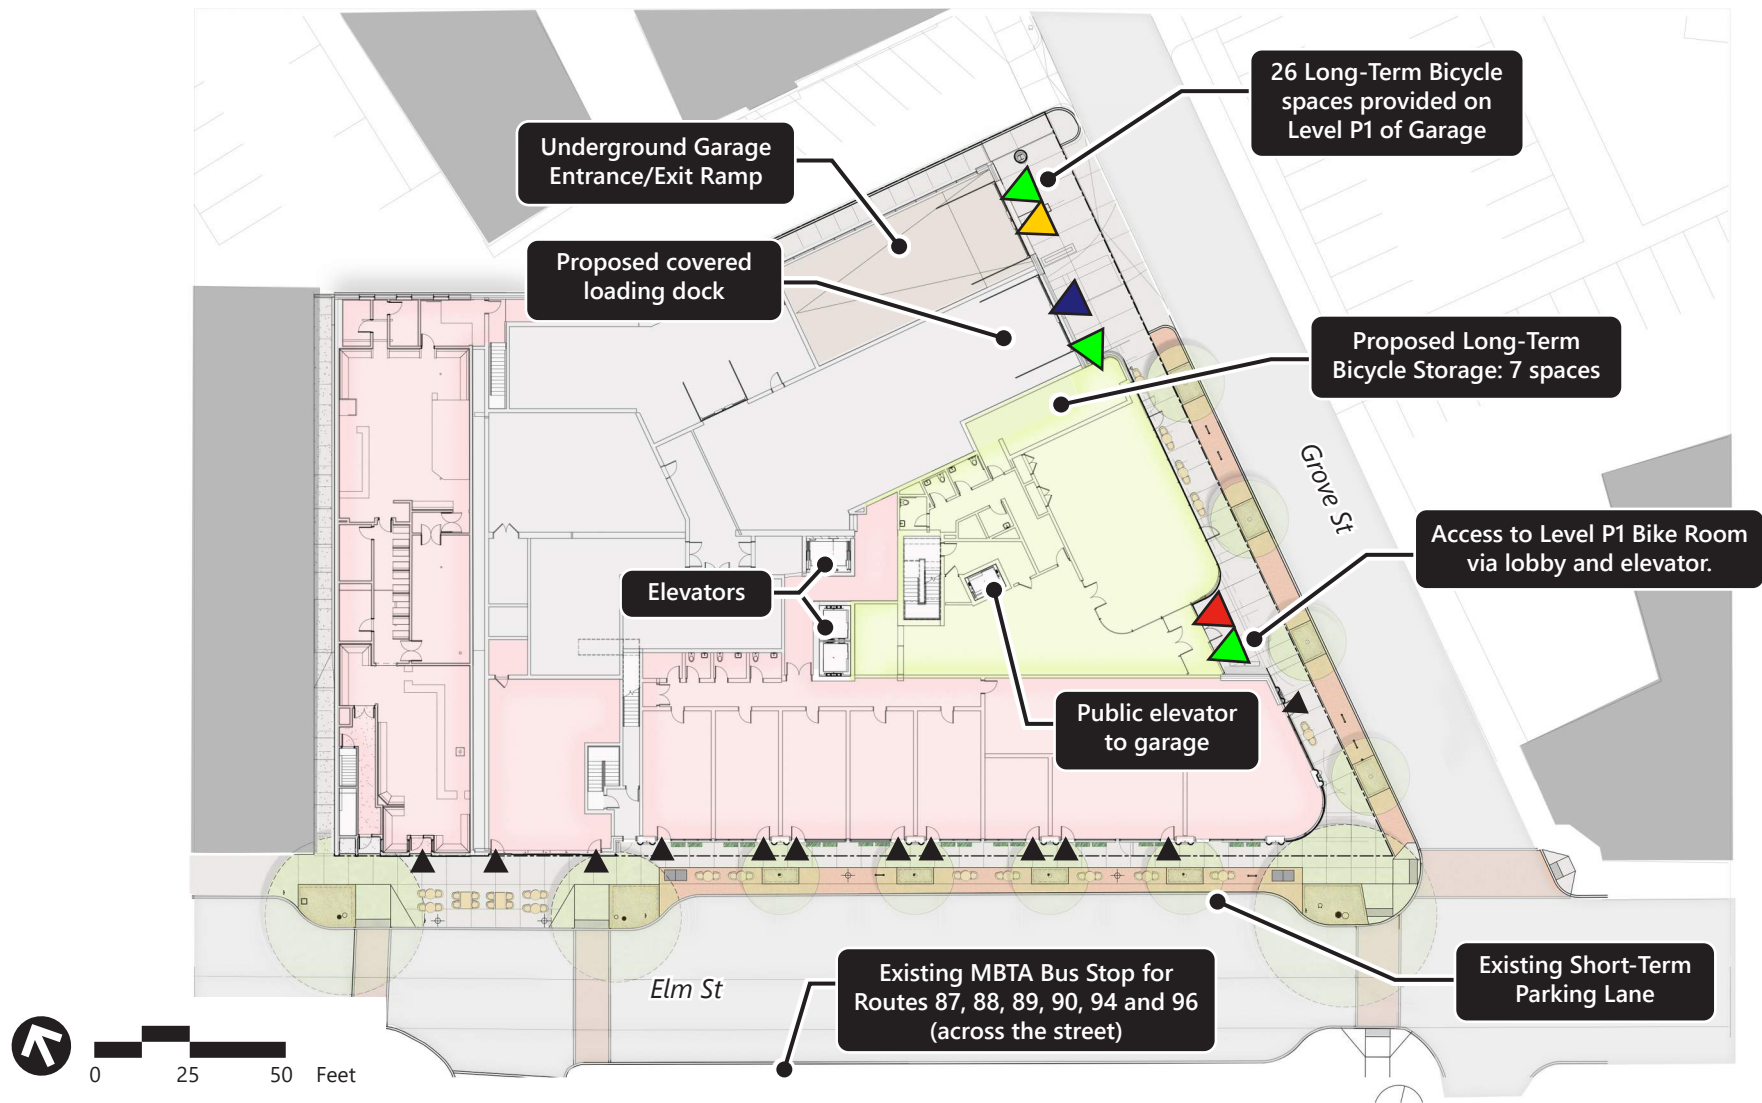 26 Long-Term Bicycle
spaces provided on
Level P1 of Garage
Underground Garage
Entrance/Exit Ramp
Proposed covered
loading dock
Proposed Long-Term
Bicycle Storage: 7 spaces
Grove St
Access to Level P1 Bike Room
via lobby and elevator.
Elevators
Public elevator
to garage
Elm St
Existing MBTA Bus Stop for
Routes 87, 88, 89, 90, 94 and 96
(across the street)
Existing Short-Term
Parking Lane
0 25 50 Feet